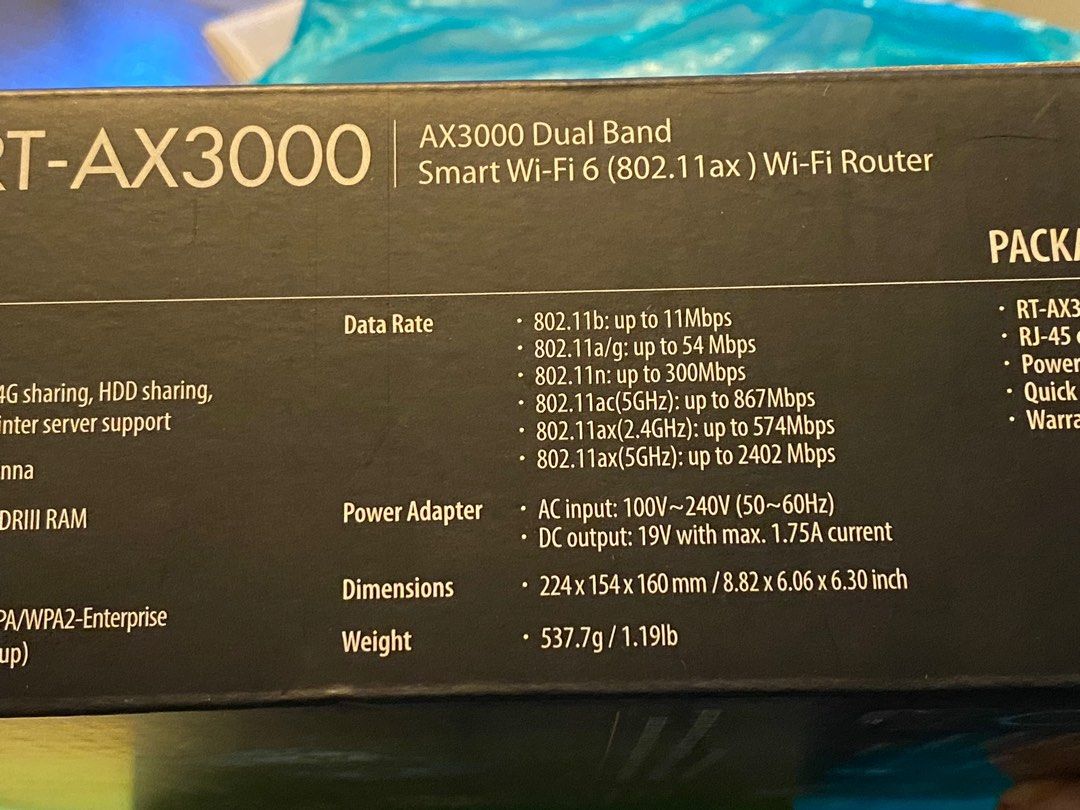 RT-AX3000
AX3000 Dual Band
Smart Wi-Fi 6 (802.11ax ) Wi-Fi Router
4G sharing, HDD sharing,
inter server support
nna
DRIII RAM
PA/WPA2-Enterprise
up)
Data Rate
· 802.11b: up to 11Mbps
· 802.11a/g: up to 54 Mbps
· 802.11n: up to 300Mbps
· 802.11ac(5GHz): up to 867Mbps
· 802.11ax(2.4GHz): up to 574Mbps
· 802.11ax(5GHz): up to 2402 Mbps
Power Adapter
· AC input: 100V~240V (50~60Hz)
· DC output: 19V with max. 1.75A current
Dimensions
· 224 x 154 x 160 mm / 8.82 x 6.06 x 6.30 inch
Weight
· 537.7g / 1.19lb
PACKA
· RT-AX3
· RJ-45 c
· Power
· Quick
· Warra